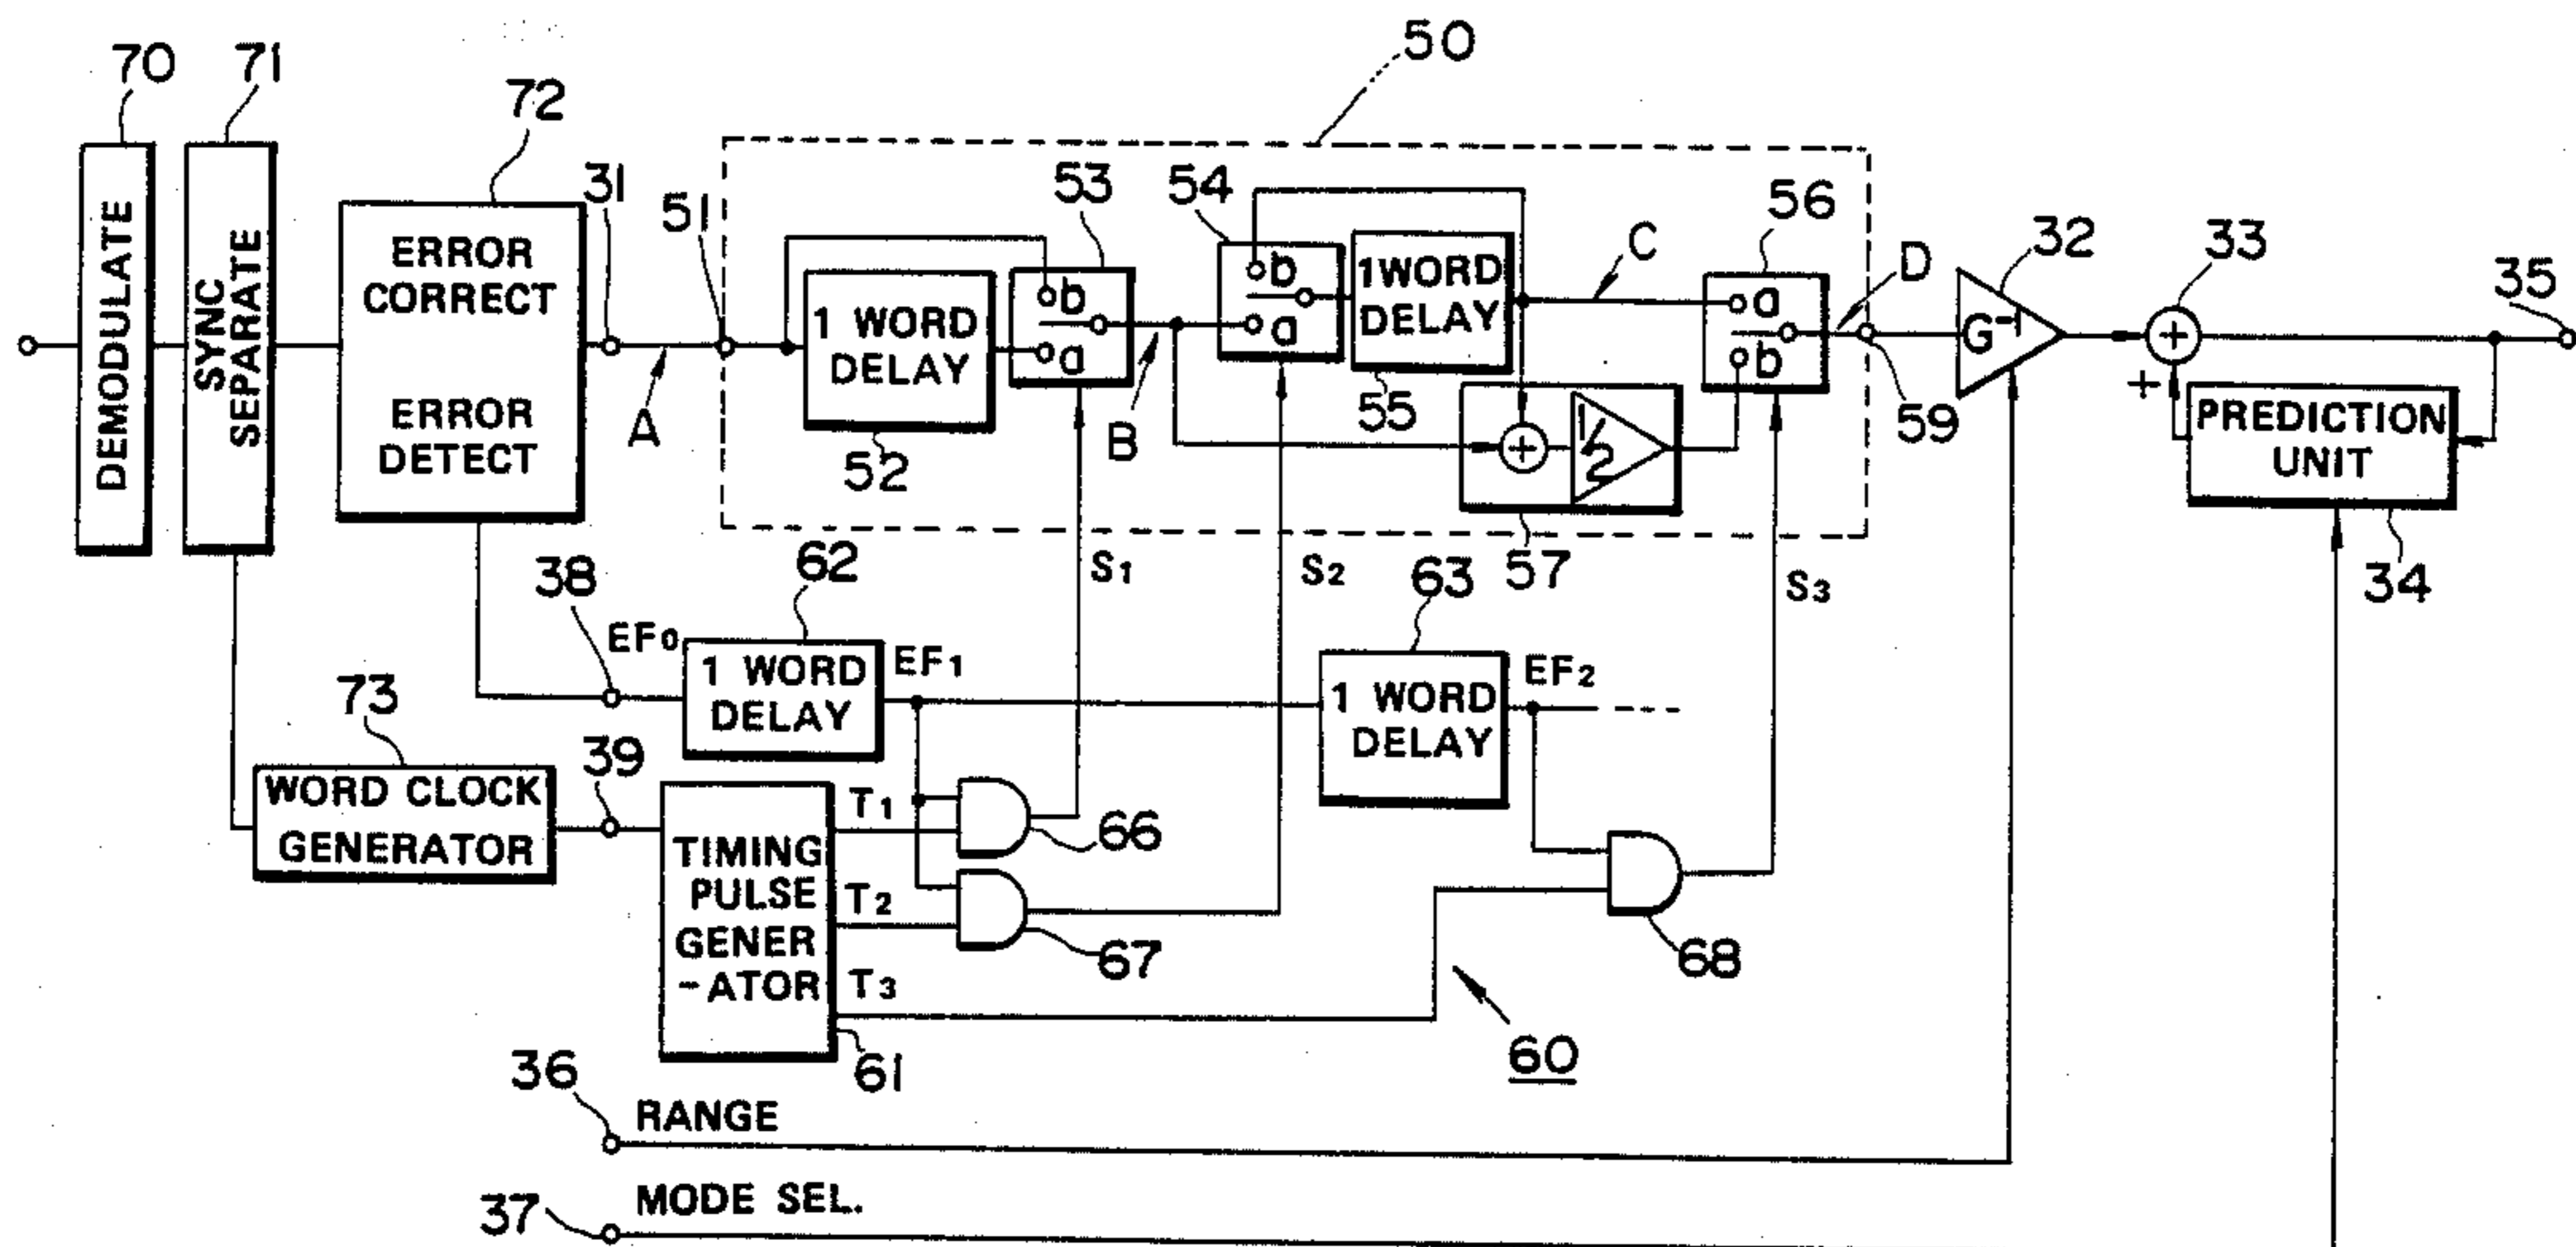 50
70
71
72
DEMODULATE
SYNC
SEPARATE
ERROR
CORRECT
ERROR
DETECT
31
A
51
1 WORD
DELAY
52
53
b
a
B
54
b
a
1 WORD
DELAY
55
C
+
1/2
57
56
a
b
D
59
32
G-1
33
+
+
35
PREDICTION
UNIT
34
S1
S2
S3
38
EF0
62
1 WORD
DELAY
EF1
63
1 WORD
DELAY
EF2
73
WORD CLOCK
GENERATOR
39
TIMING
PULSE
GENER
-ATOR
61
T1
T2
T3
66
67
68
60
36
RANGE
37
MODE SEL.